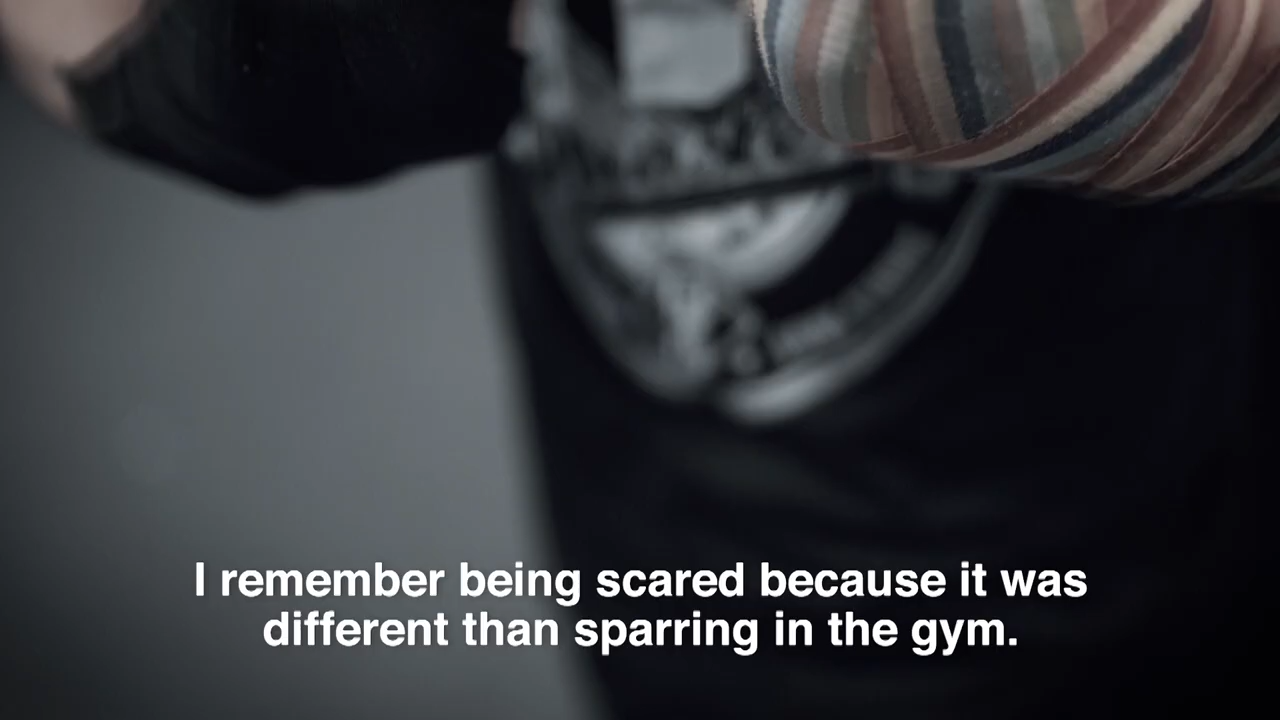 I remember being scared because it was
different than sparring in the gym.